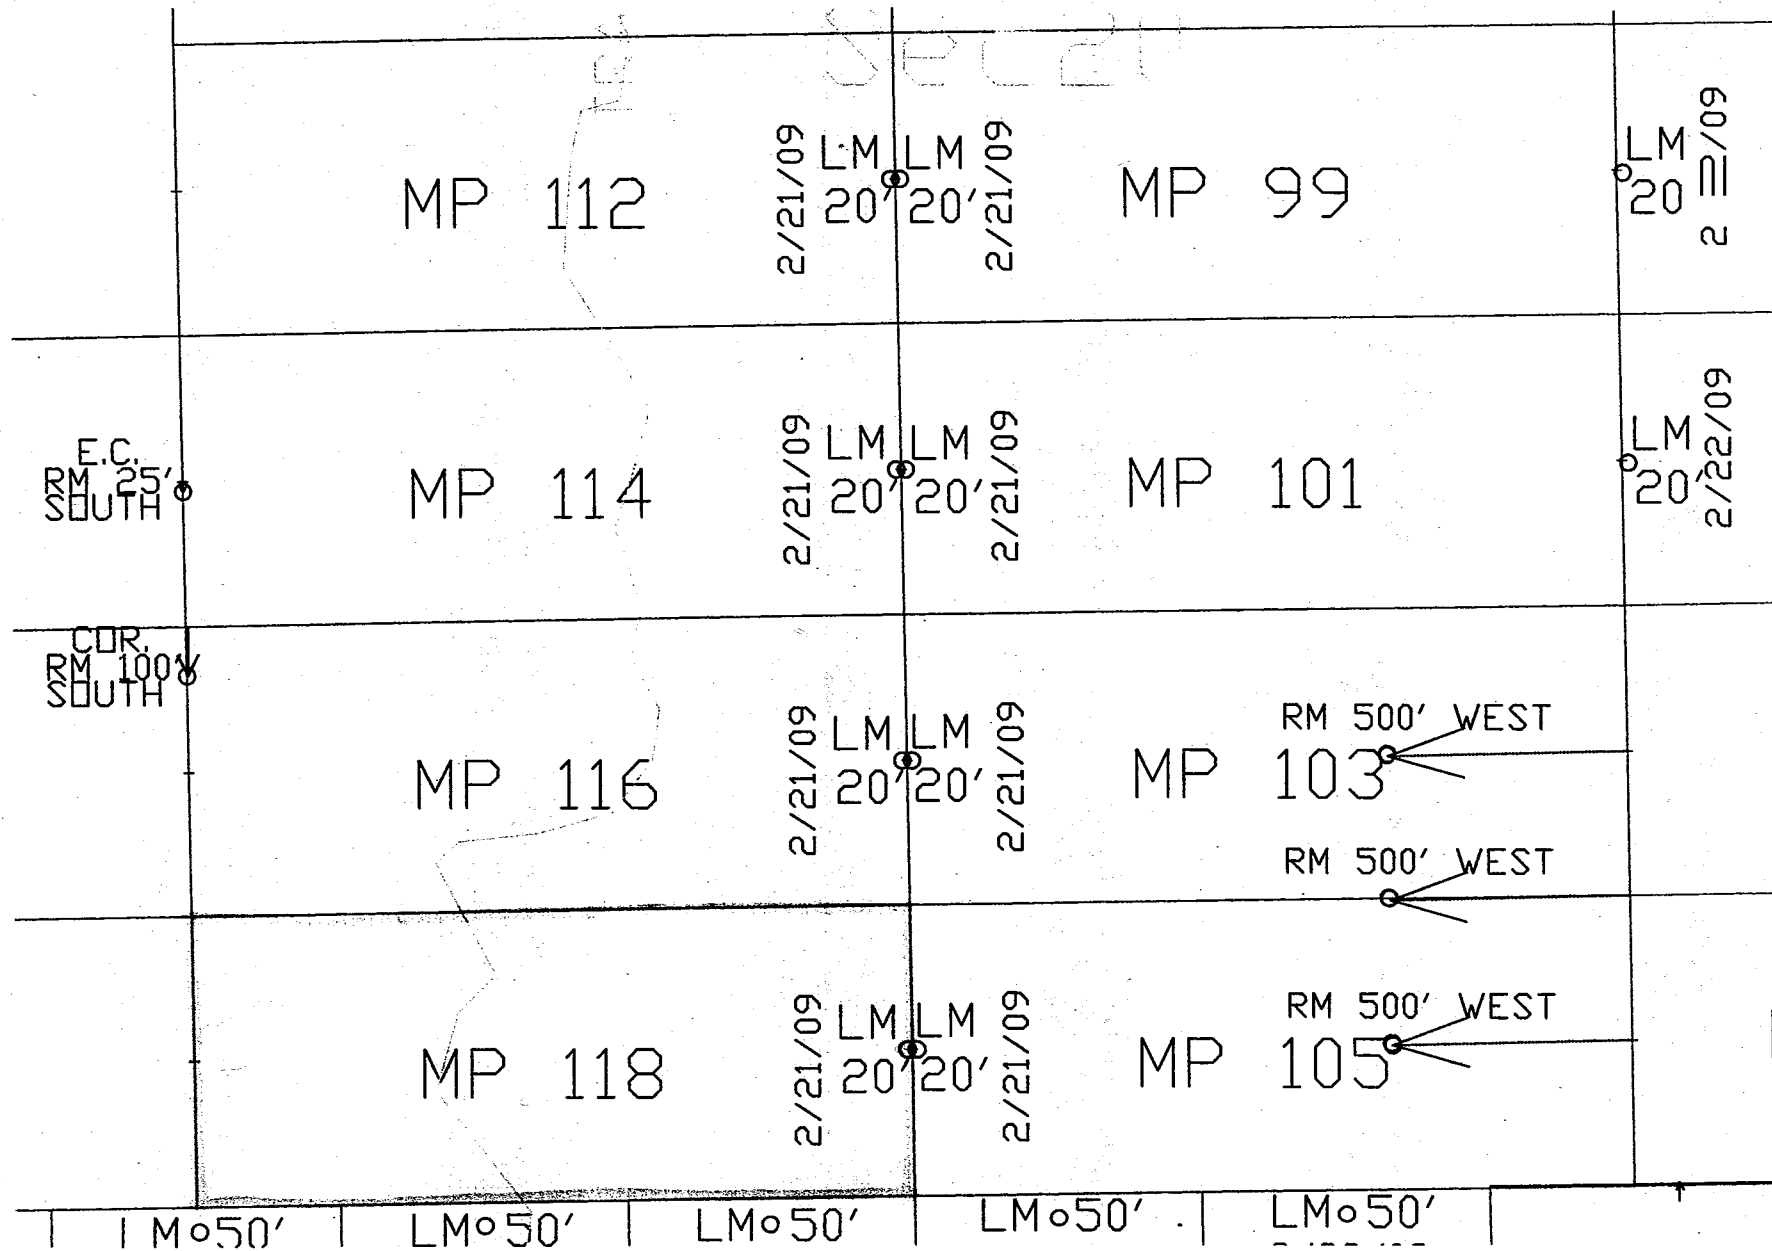 MP 112
2/21/09
LM LM
20' 20'
2/21/09
MP 99
LM
20
E.C.
RM 25'
SOUTH
MP 114
2/21/09
LM LM
20' 20'
2/21/09
MP 101
LM
20'
2/22/09
COR.
RM 100'
SOUTH
MP 116
2/21/09
LM LM
20' 20'
2/21/09
RM 500' WEST
MP 103
RM 500' WEST
MP 118
2/21/09
LM LM
20' 20'
2/21/09
RM 500' WEST
MP 105
LM 50'
LM 50'
LM 50'
LM 50'
LM 50'